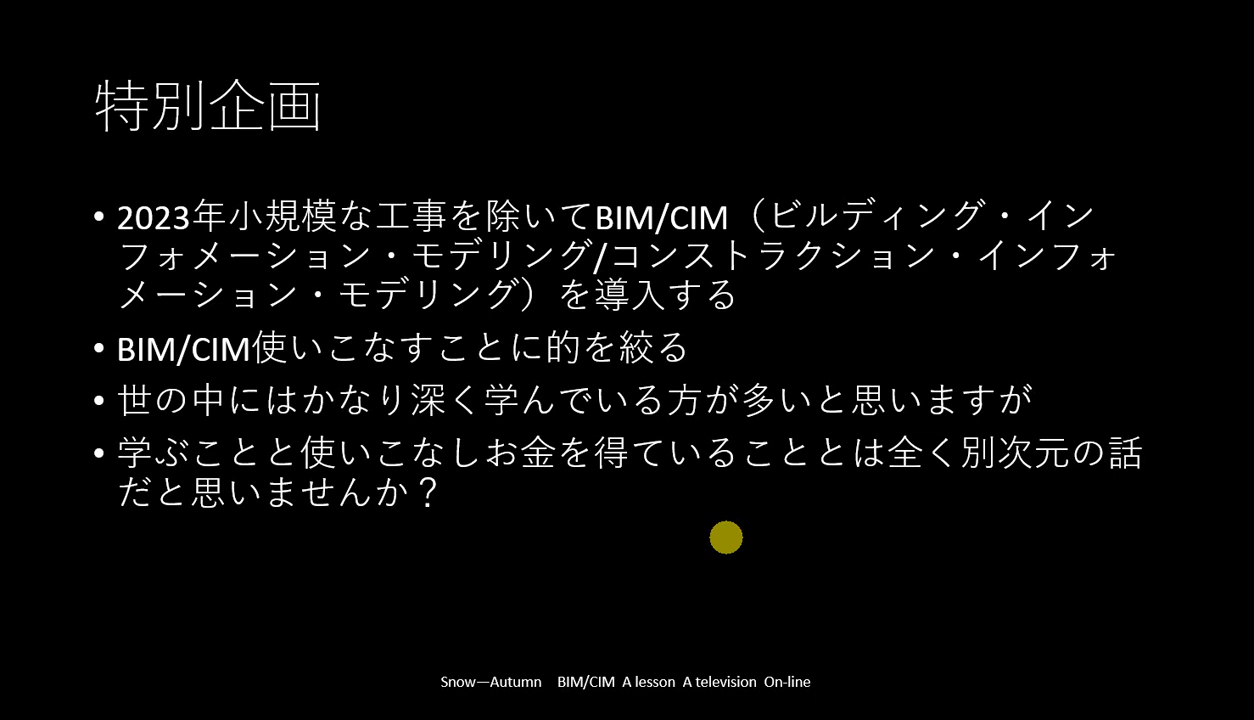 特別企画
• 2023年小規模な工事を除いてBIM/CIM（ビルディング・イン
フォメーション・モデリング/コンストラクション・インフォ
メーション・モデリング）を導入する
• BIM/CIM使いこなすことに的を絞る
• 世の中にはかなり深く学んでいる方が多いと思いますが
• 学ぶことと使いこなしお金を得ていることとは全く別次元の話
だと思いませんか？
Snow—Autumn　BIM/CIM  A lesson  A television  On-line